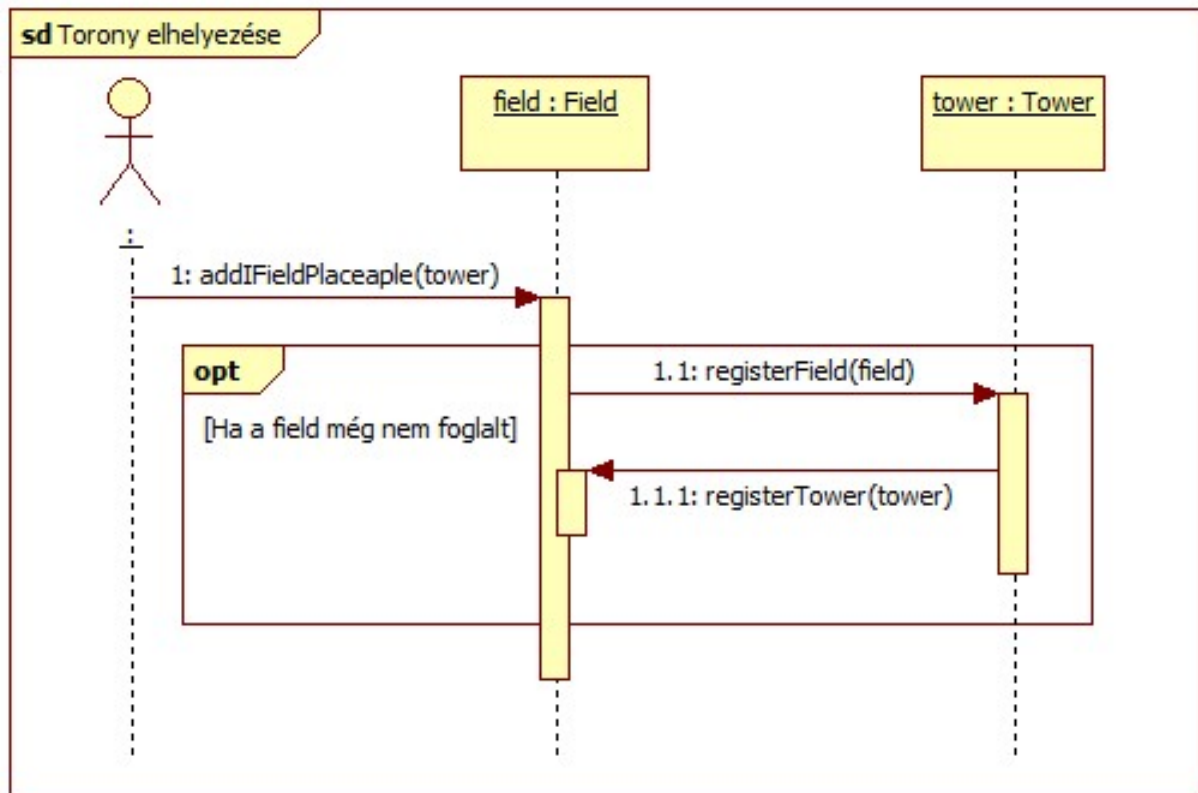 sd Torony elhelyezése
field : Field
tower : Tower
:
1: addIFieldPlaceaple(tower)
opt
1.1: registerField(field)
[Ha a field még nem foglalt]
1.1.1: registerTower(tower)